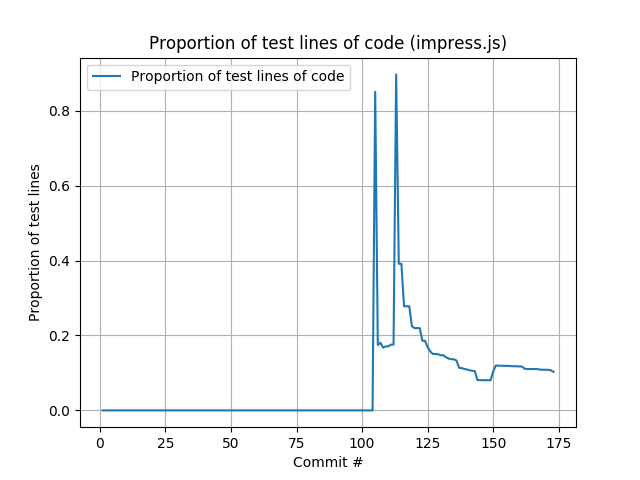 Proportion of test lines of code (impress.js)
Proportion of test lines of code
Proportion of test lines
0.8
0.6
0.4
0.2
0.0
0 25 50 75 100 125 150 175
Commit #